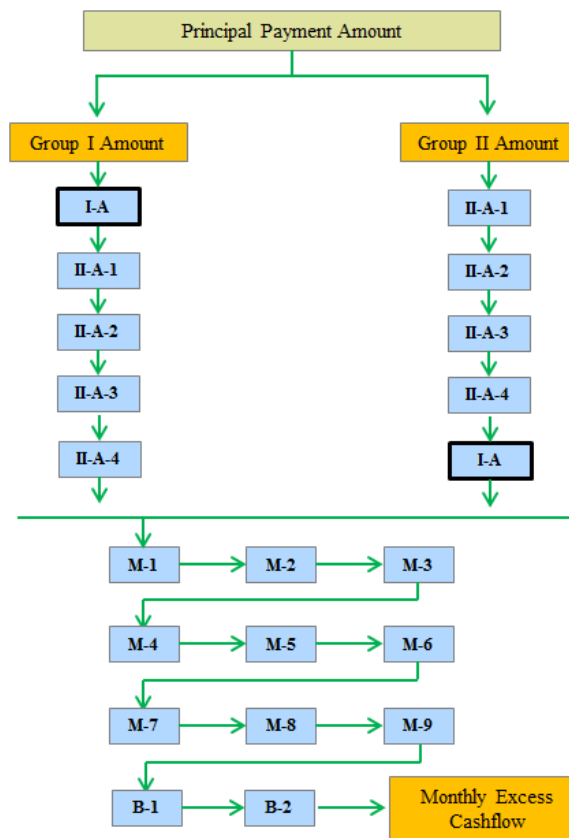 Principal Payment Amount
Group I Amount
Group II Amount
I-A
II-A-1
II-A-1
II-A-2
II-A-2
II-A-3
II-A-3
II-A-4
II-A-4
I-A
M-1
M-2
M-3
M-4
M-5
M-6
M-7
M-8
M-9
B-1
B-2
Monthly Excess
Cashflow